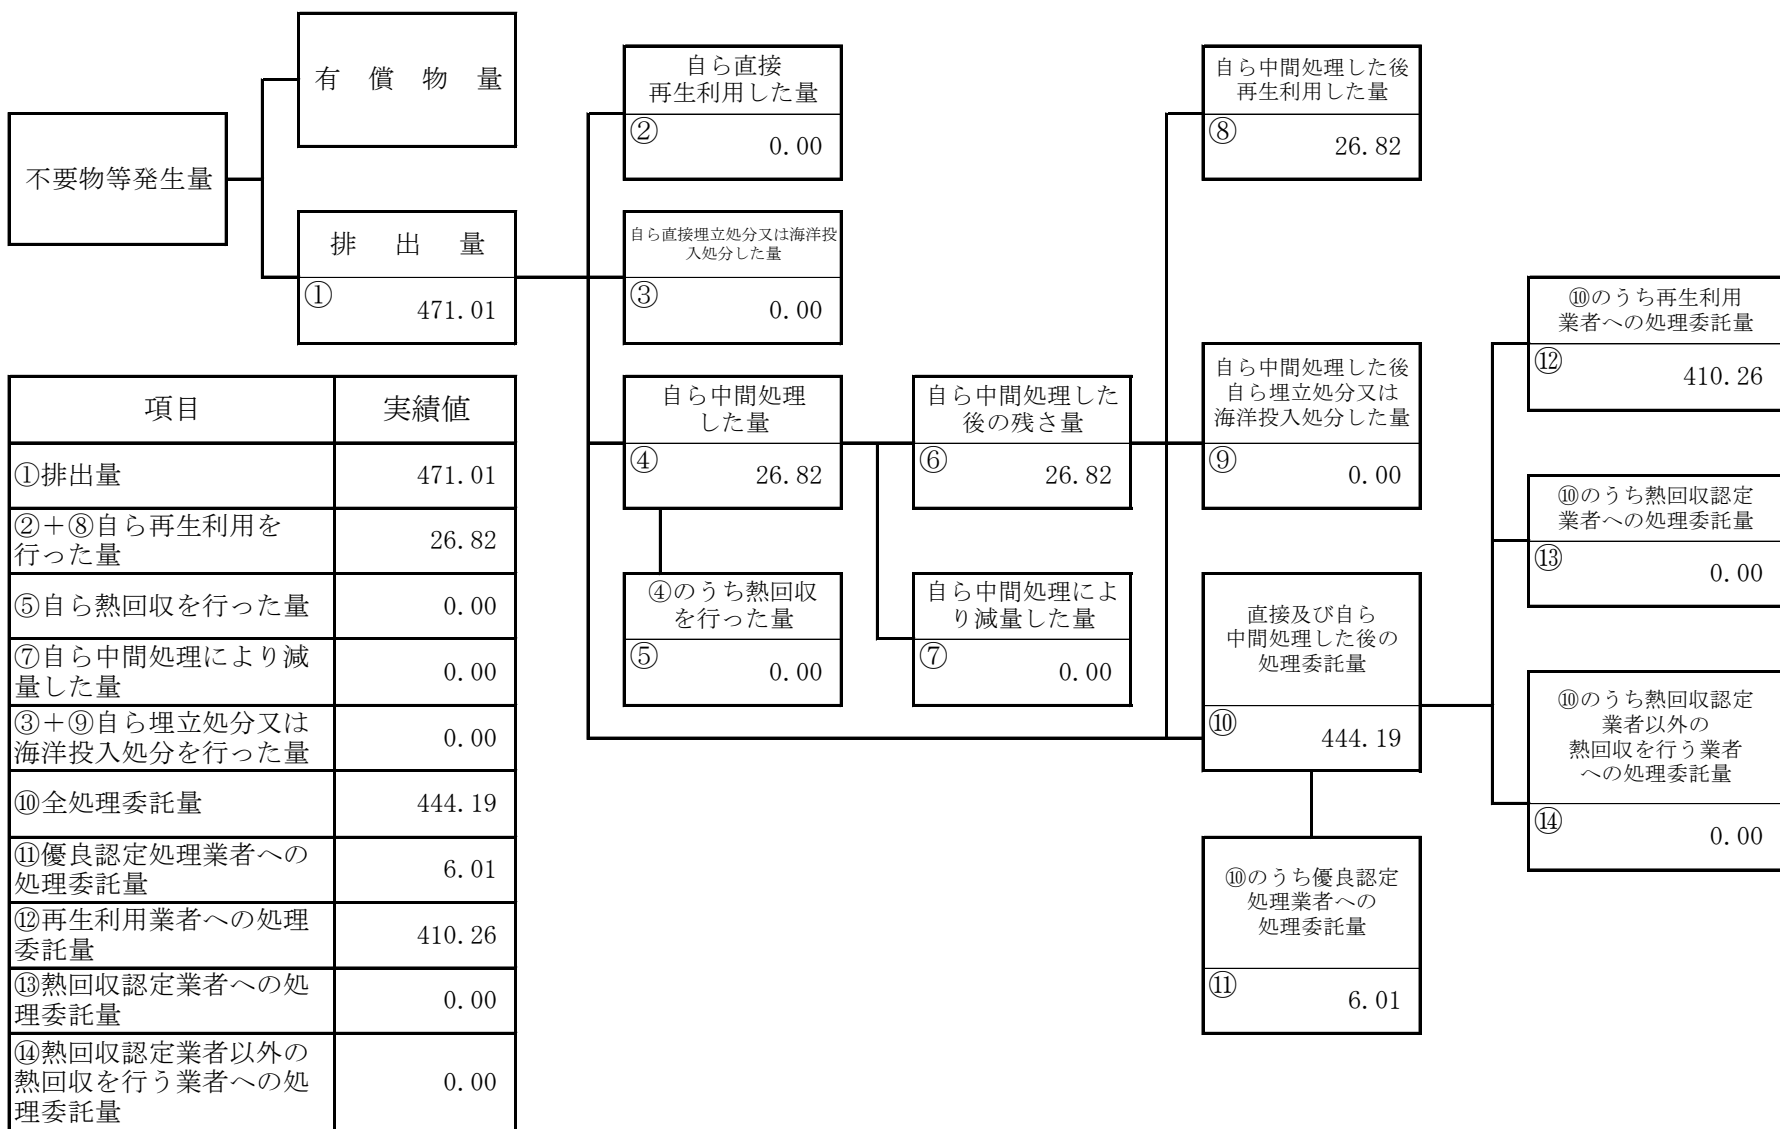 有　償　物　量
不要物等発生量
排　出　量
①
471.01
自ら直接
再生利用した量
②
0.00
自ら直接埋立処分又は海洋投
入処分した量
③
0.00
自ら中間処理
した量
④
26.82
④のうち熱回収
を行った量
⑤
0.00
自ら中間処理した
後の残さ量
⑥
26.82
自ら中間処理によ
り減量した量
⑦
0.00
自ら中間処理した後
再生利用した量
⑧
26.82
自ら中間処理した後
自ら埋立処分又は
海洋投入処分した量
⑨
0.00
直接及び自ら
中間処理した後の
処理委託量
⑩
444.19
⑩のうち優良認定
処理業者への
処理委託量
⑪
6.01
⑩のうち再生利用
業者への処理委託量
⑫
410.26
⑩のうち熱回収認定
業者への処理委託量
⑬
0.00
⑩のうち熱回収認定
業者以外の
熱回収を行う業者
への処理委託量
⑭
0.00
項目　実績値
①排出量　471.01
②＋⑧自ら再生利用を
行った量　26.82
⑤自ら熱回収を行った量　0.00
⑦自ら中間処理により減
量した量　0.00
③＋⑨自ら埋立処分又は
海洋投入処分を行った量　0.00
⑩全処理委託量　444.19
⑪優良認定処理業者への
処理委託量　6.01
⑫再生利用業者への処理
委託量　410.26
⑬熱回収認定業者への処
理委託量　0.00
⑭熱回収認定業者以外の
熱回収を行う業者への処
理委託量　0.00